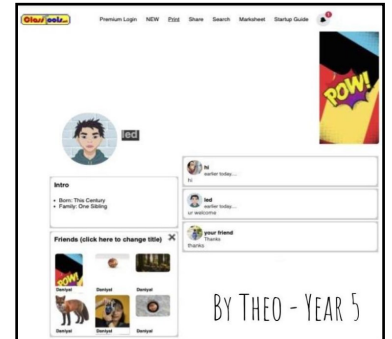 ClassTools.net
Premium Login NEW Print Share Search Marksheet Startup Guide
POW!
led
Intro
Born: This Century
Family: One Sibling
Friends (click here to change title)
POW!
Daniyal Daniyal Daniyal
Daniyal Daniyal Daniyal
hi
earlier today...
hi
led
earlier today...
ur welcome
your friend
Thanks
thanks
BY THEO - YEAR 5